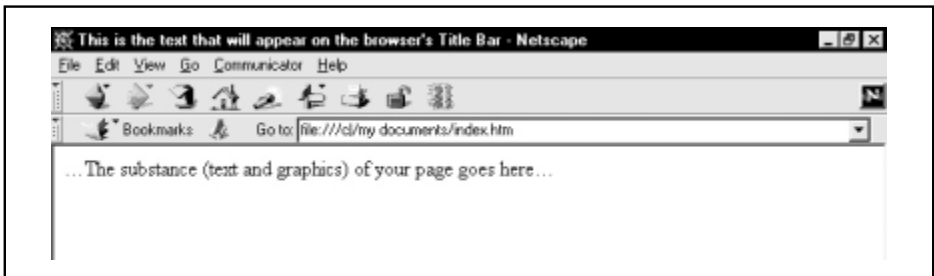 This is the text that will appear on the browser's Title Bar - Netscape
File Edit View Go Communicator Help
N
Bookmarks Go to: file:///c|/my documents/index.htm
...The substance (text and graphics) of your page goes here...